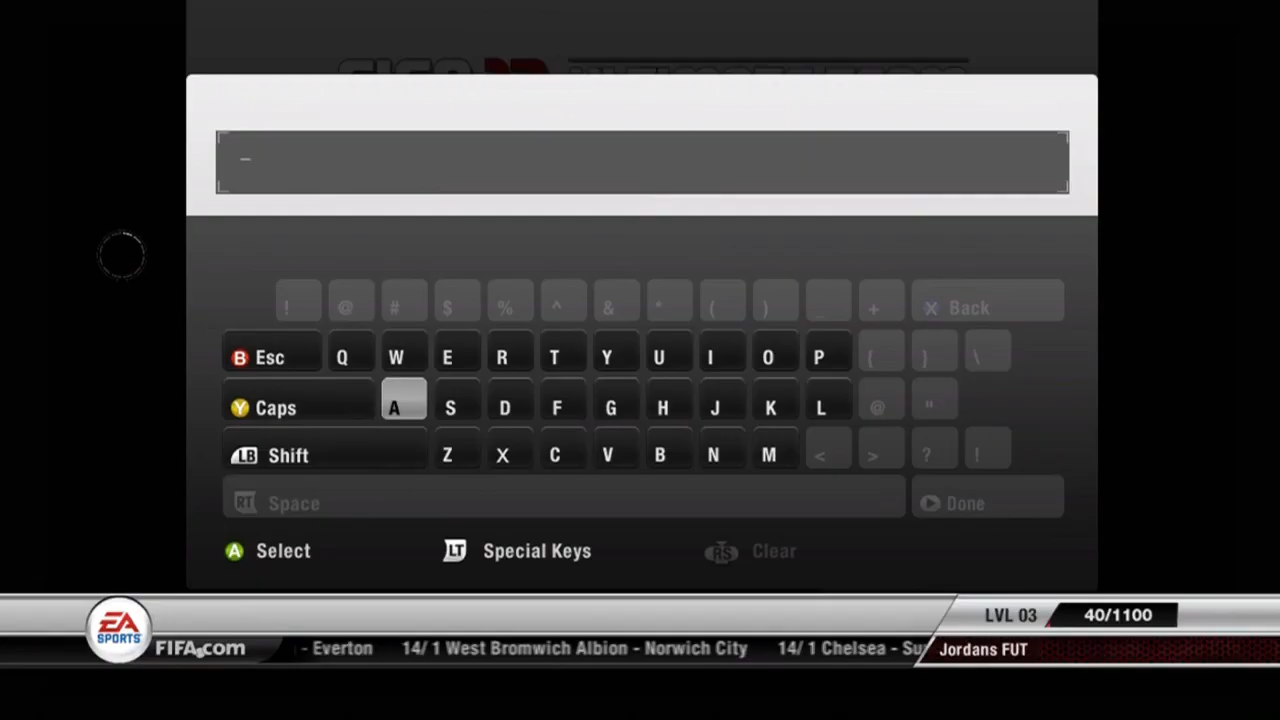 _
! @ # $ % ^ & * ( ) _ + X Back
B Esc Q W E R T Y U I O P { } \
Y Caps A S D F G H J K L @ "
LB Shift Z X C V B N M < > ? !
RT Space Done
A Select LT Special Keys RS Clear
LVL 03 40/1100
EA SPORTS
FIFA.com - Everton 14/ 1 West Bromwich Albion - Norwich City 14/ 1 Chelsea - Su
Jordans FUT